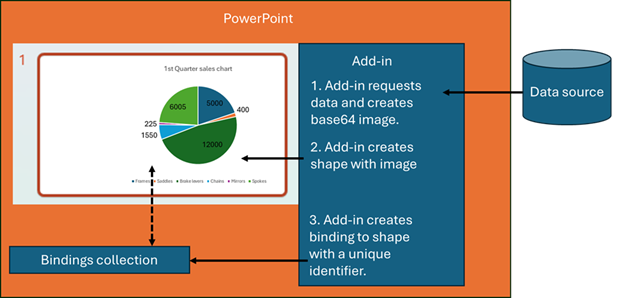 PowerPoint
1
1st Quarter sales chart
6005
5000
400
225
1550
12000
Frames
Saddles
Brake levers
Chains
Mirrors
Spokes
Add-in
1. Add-in requests
data and creates
base64 image.
2. Add-in creates
shape with image
3. Add-in creates
binding to shape
with a unique
identifier.
Data source
Bindings collection